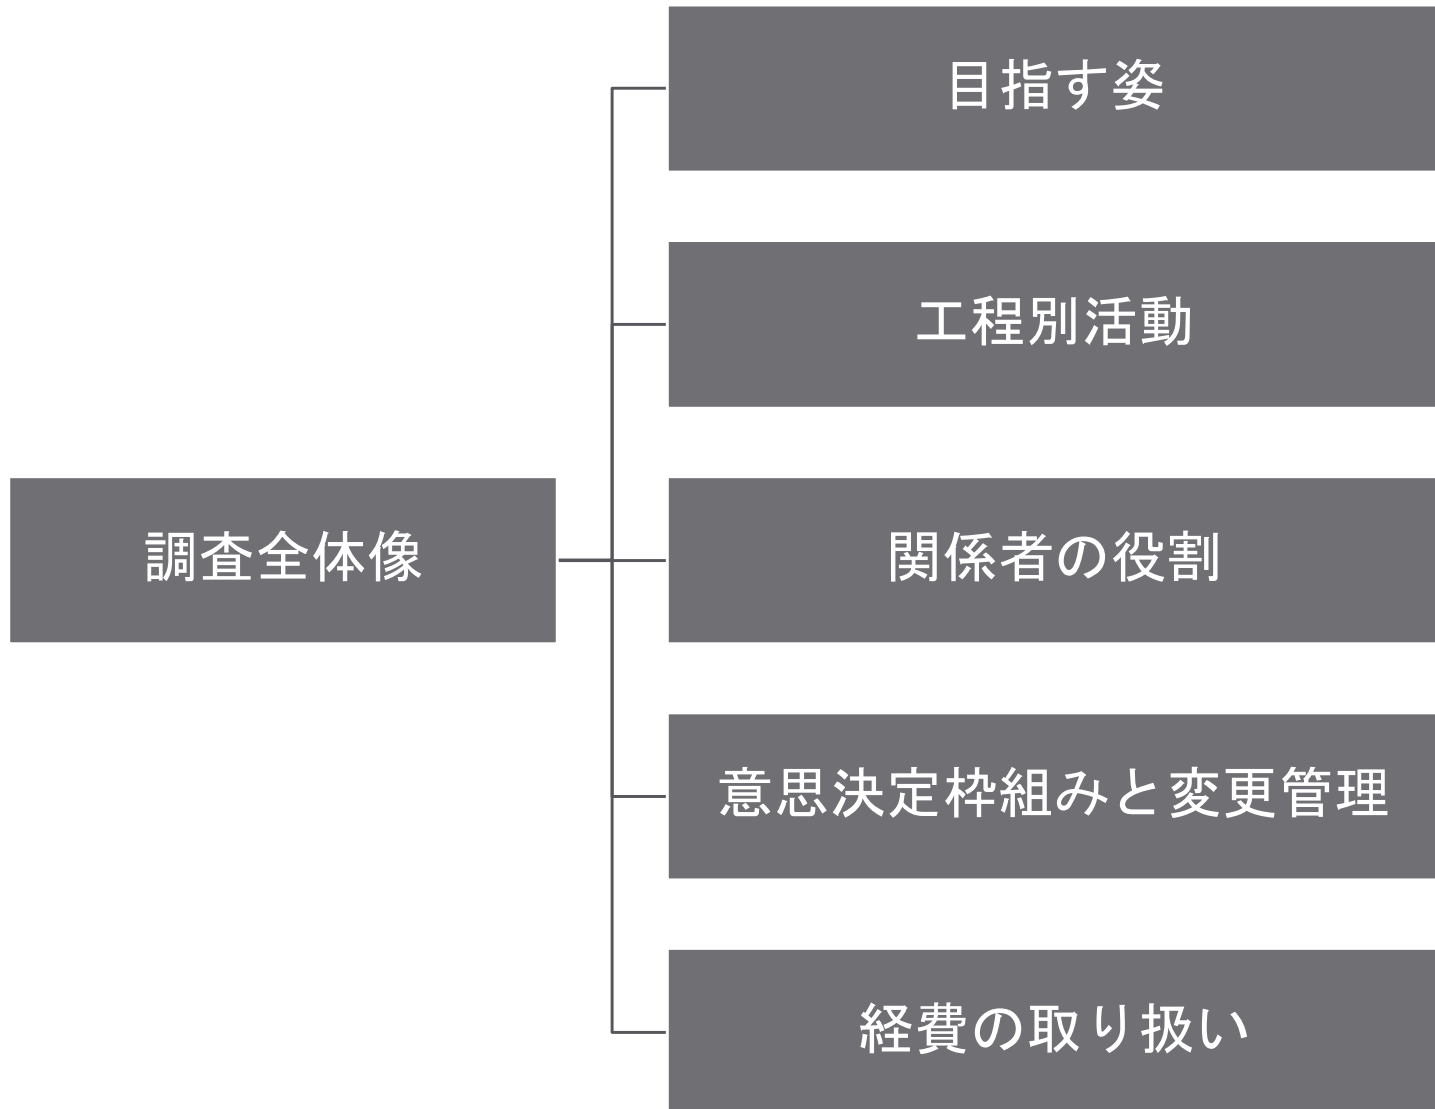 目指す姿
工程別活動
調査全体像
関係者の役割
意思決定枠組みと変更管理
経費の取り扱い